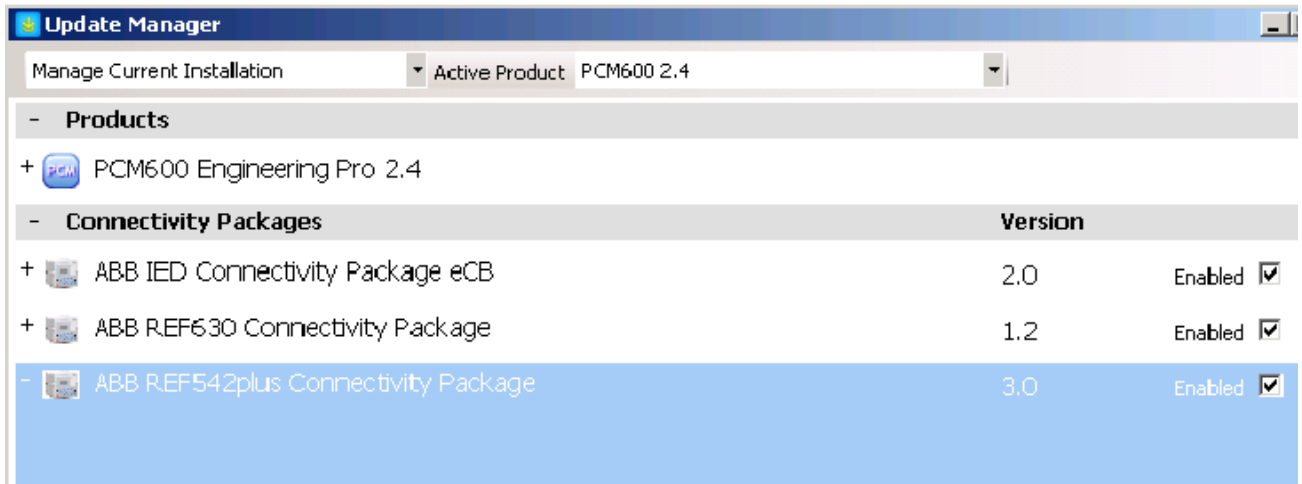 Update Manager
Manage Current Installation Active Product PCM600 2.4
- Products
+ PCM PCM600 Engineering Pro 2.4
- Connectivity Packages Version
+ ABB IED Connectivity Package eCB 2.0 Enabled
+ ABB REF630 Connectivity Package 1.2 Enabled
- ABB REF542plus Connectivity Package 3.0 Enabled